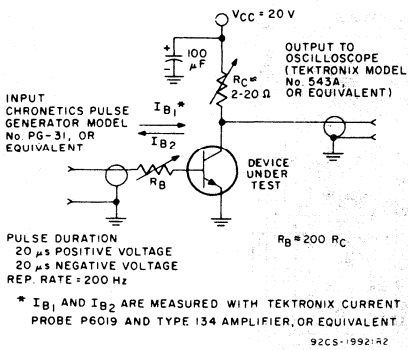 VCC = 20 V
+
100
μF
RC ≈
2-20 Ω
OUTPUT TO
OSCILLOSCOPE
(TEKTRONIX MODEL
No. 543A,
OR EQUIVALENT)
INPUT
CHRONETICS PULSE
GENERATOR MODEL
No. PG-31, OR
EQUIVALENT
IB1*
IB2
RB
DEVICE
UNDER
TEST
PULSE DURATION
20 μs POSITIVE VOLTAGE
20 μs NEGATIVE VOLTAGE
REP. RATE = 200 Hz
RB ≈ 200 RC
* IB1 AND IB2 ARE MEASURED WITH TEKTRONIX CURRENT
PROBE P6019 AND TYPE 134 AMPLIFIER, OR EQUIVALENT
92CS-19921R2